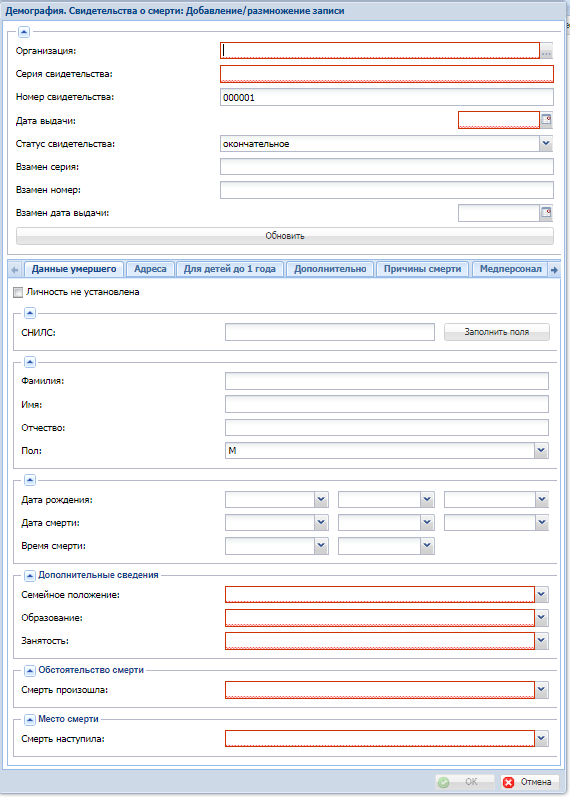 Демография. Свидетельства о смерти: Добавление/размножение записи
Организация:
...
Серия свидетельства:
Номер свидетельства: 000001
Дата выдачи:
Статус свидетельства: окончательное
Взамен серия:
Взамен номер:
Взамен дата выдачи:
Обновить
Данные умершего Адреса Для детей до 1 года Дополнительно Причины смерти Медперсонал
Личность не установлена
СНИЛС: Заполнить поля
Фамилия:
Имя:
Отчество:
Пол: М
Дата рождения:
Дата смерти:
Время смерти:
Дополнительные сведения
Семейное положение:
Образование:
Занятость:
Обстоятельство смерти
Смерть произошла:
Место смерти
Смерть наступила:
ОК Отмена